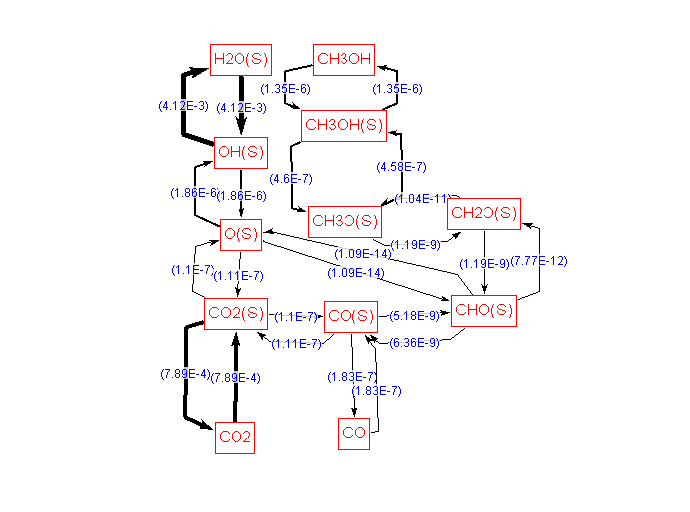 H2O(S)
CH3OH
(1.35E-6)
(1.35E-6)
(4.12E-3)
(4.12E-3)
CH3OH(S)
OH(S)
(4.6E-7)
(4.58E-7)
(1.86E-6)
(1.86E-6)
(1.04E-11)
CH3O(S)
CH2O(S)
O(S)
(1.19E-9)
(1.09E-14)
(1.19E-9)
(7.77E-12)
(1.1E-7)
(1.11E-7)
(1.09E-14)
CO2(S)
(1.1E-7)
CO(S)
(5.18E-9)
CHO(S)
(1.11E-7)
(6.36E-9)
(7.89E-4)
(7.89E-4)
(1.83E-7)
(1.83E-7)
CO2
CO